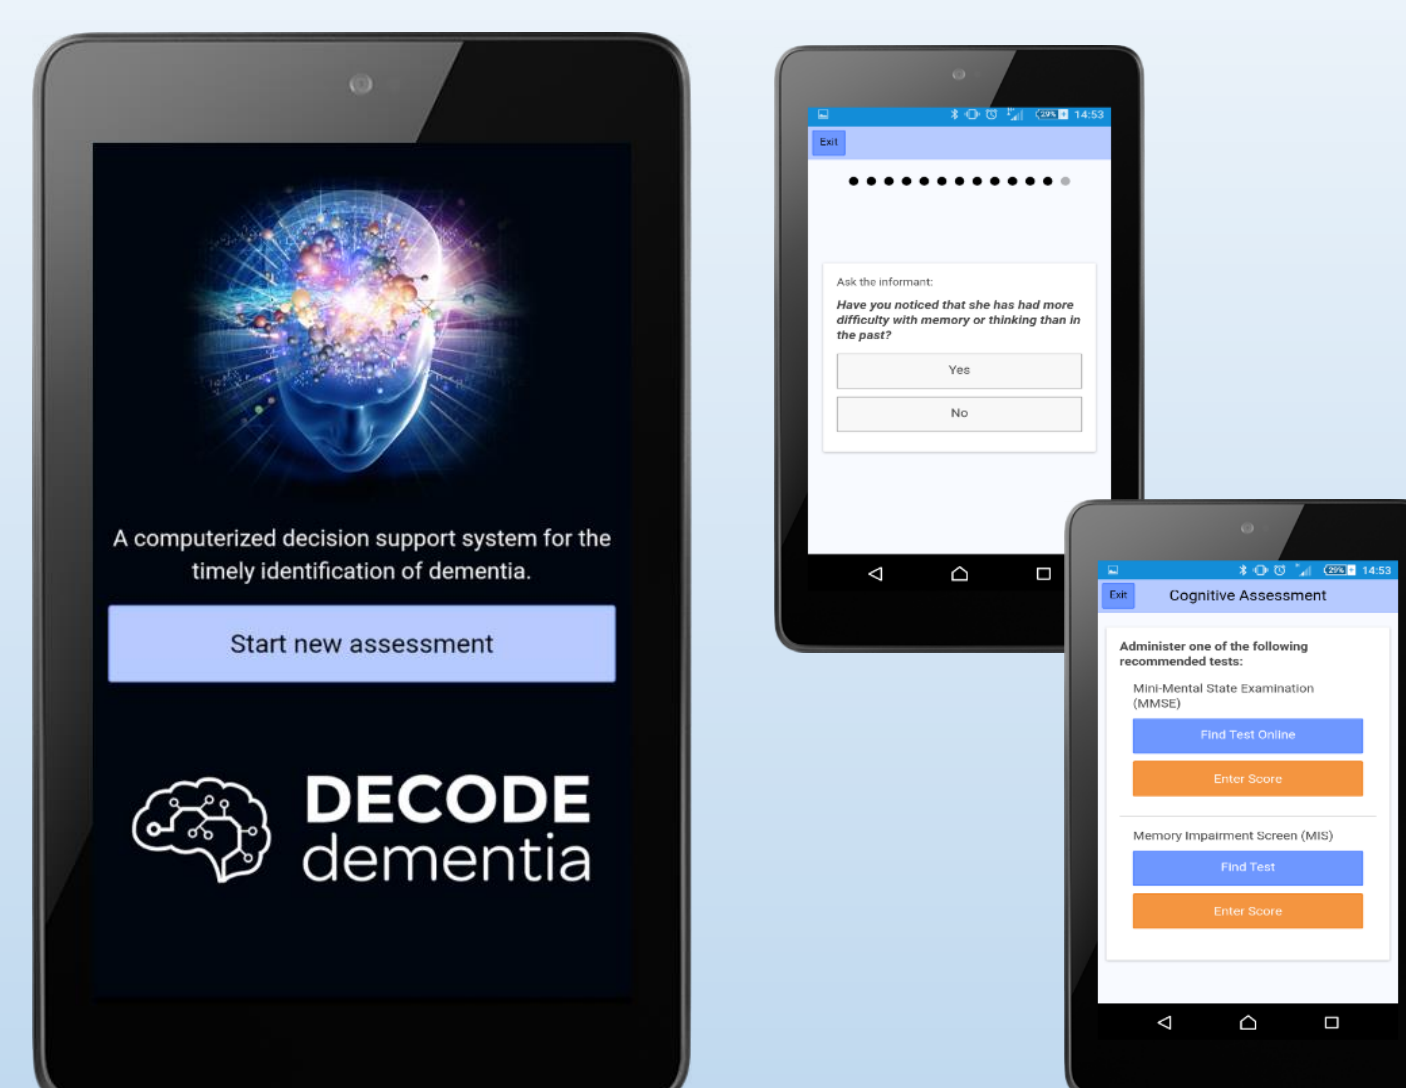 A computerized decision support system for the
timely identification of dementia.
Start new assessment
DECODE
dementia
29% 14:53
Exit
Ask the informant:
Have you noticed that she has had more
difficulty with memory or thinking than in
the past?
Yes
No
29% 14:53
Exit Cognitive Assessment
Administer one of the following
recommended tests:
Mini-Mental State Examination
(MMSE)
Find Test Online
Enter Score
Memory Impairment Screen (MIS)
Find Test
Enter Score